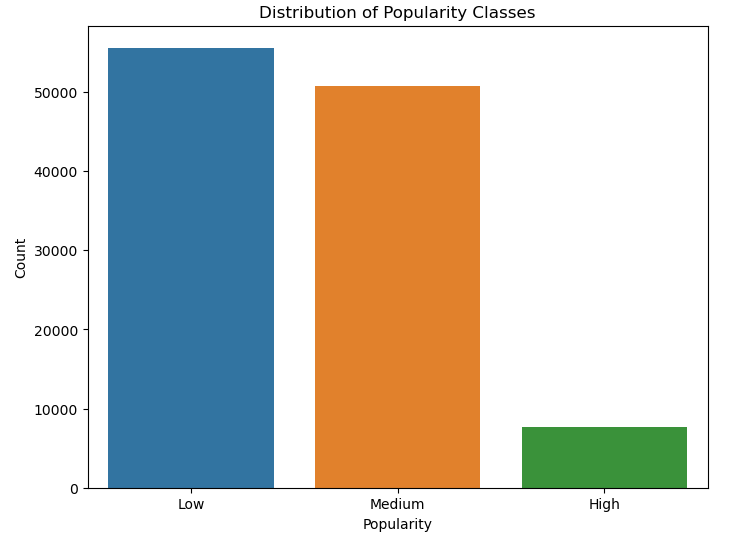 Distribution of Popularity Classes
50000
40000
30000
20000
10000
0
Count
Low
Medium
High
Popularity